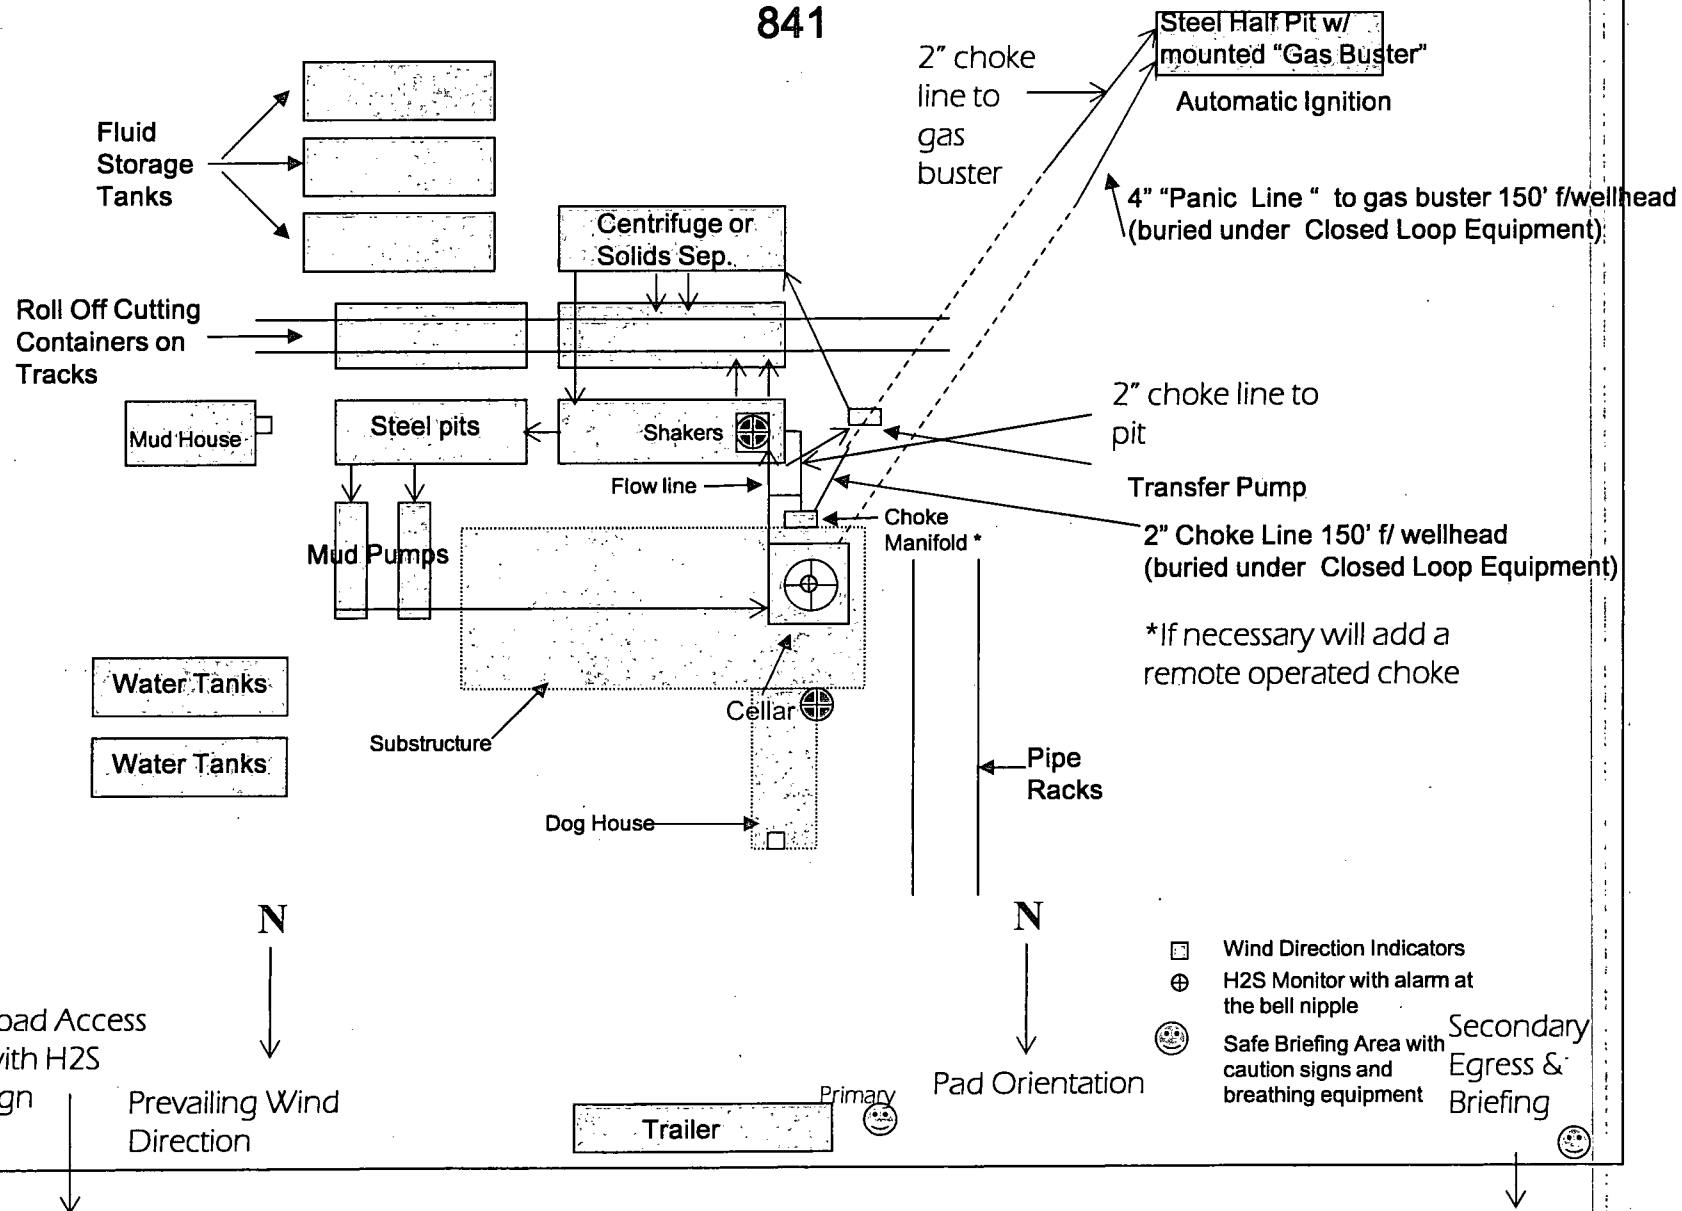 841
Steel Half Pit w/
mounted “Gas Buster”
Automatic Ignition
2” choke
line to
gas
buster
4” “Panic Line “ to gas buster 150' f/wellhead
(buried under Closed Loop Equipment)
Fluid
Storage
Tanks
Centrifuge or
Solids Sep.
Roll Off Cutting
Containers on
Tracks
Mud House
Steel pits
Shakers
2” choke line to
pit
Flow line
Transfer Pump
Choke
Manifold *
2” Choke Line 150' f/ wellhead
(buried under Closed Loop Equipment)
Mud Pumps
*If necessary will add a
remote operated choke
Water Tanks
Cellar
Substructure
Water Tanks
Pipe
Racks
Dog House
N
N
Wind Direction Indicators
H2S Monitor with alarm at
the bell nipple
Safe Briefing Area with
caution signs and
breathing equipment
Secondary
Egress &
Briefing
oad Access
ith H2S
gn
Prevailing Wind
Direction
Primary
Trailer
Pad Orientation